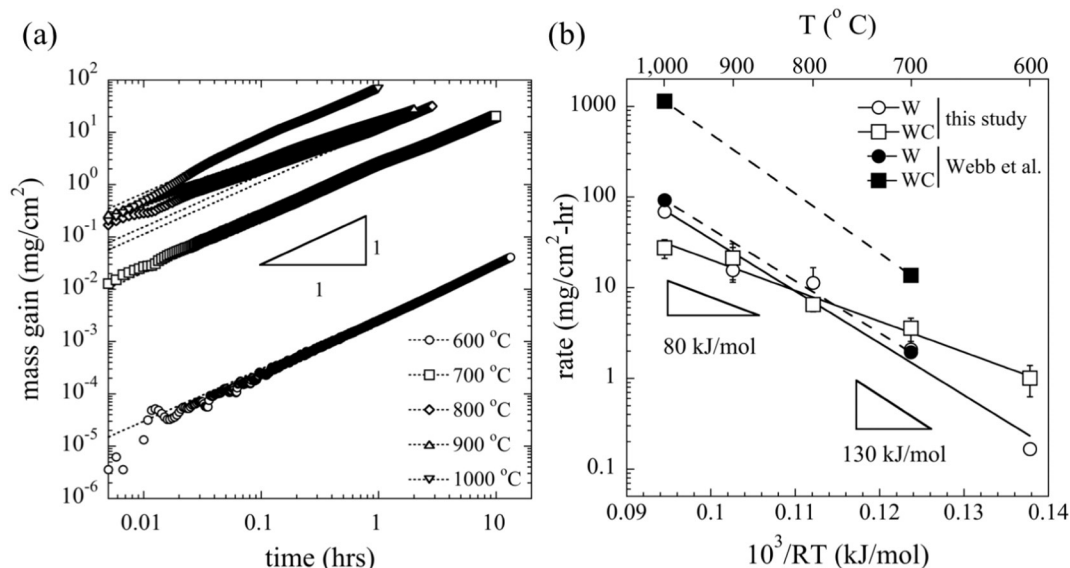 (a)
mass gain (mg/cm²)
10²
10¹
10⁰
10⁻¹
10⁻²
10⁻³
10⁻⁴
10⁻⁵
10⁻⁶
1
1
600 °C
700 °C
800 °C
900 °C
1000 °C
0.01 0.1 1 10
time (hrs)
(b)
T (° C)
1,000 900 800 700 600
rate (mg/cm²-hr)
1000
100
10
1
0.1
W
WC
this study
W
WC
Webb et al.
80 kJ/mol
130 kJ/mol
0.09 0.1 0.11 0.12 0.13 0.14
10³/RT (kJ/mol)